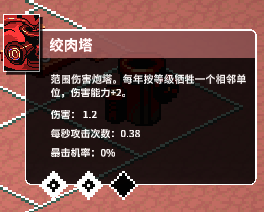 绞肉塔
范围伤害炮塔。每年按等级牺牲一个相邻单
位，伤害能力+2。
伤害： 1.2
每秒攻击次数：0.38
暴击机率：0%